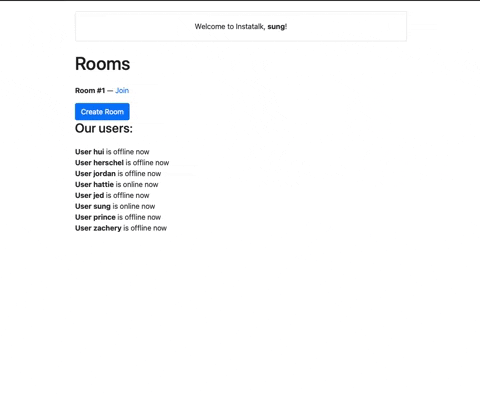 Welcome to Instatalk, sung!
Rooms
Room #1 — Join
Create Room
Our users:
User hui is offline now
User herschel is offline now
User jordan is offline now
User hattie is online now
User jed is offline now
User sung is online now
User prince is offline now
User zachery is offline now